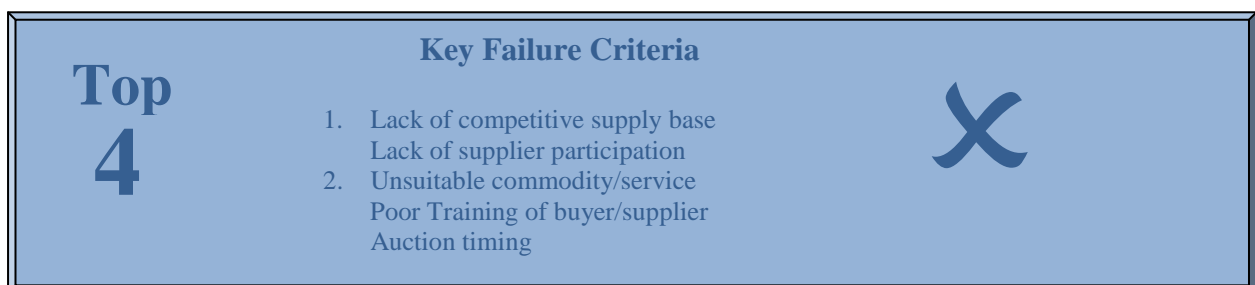 Key Failure Criteria
Top
4
1. Lack of competitive supply base
Lack of supplier participation
2. Unsuitable commodity/service
Poor Training of buyer/supplier
Auction timing